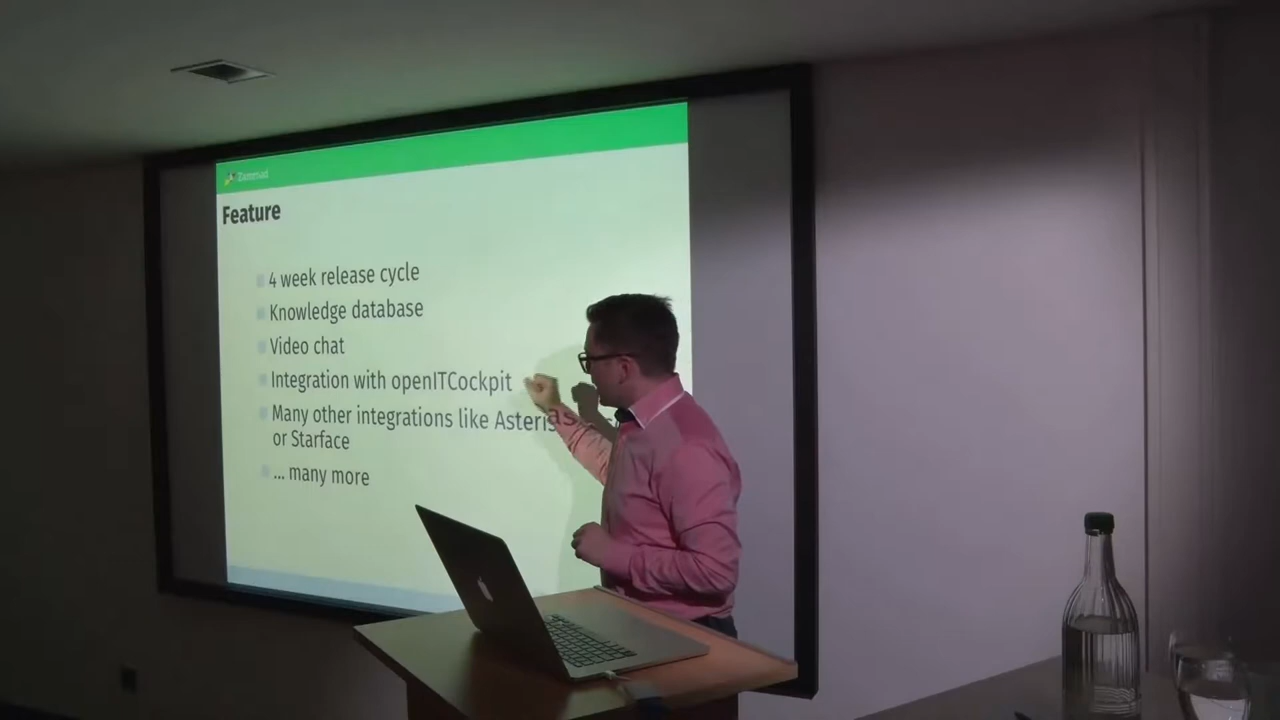 Zammad
Feature
4 week release cycle
Knowledge database
Video chat
Integration with openITCockpit
Many other integrations like Asteris
or Starface
... many more